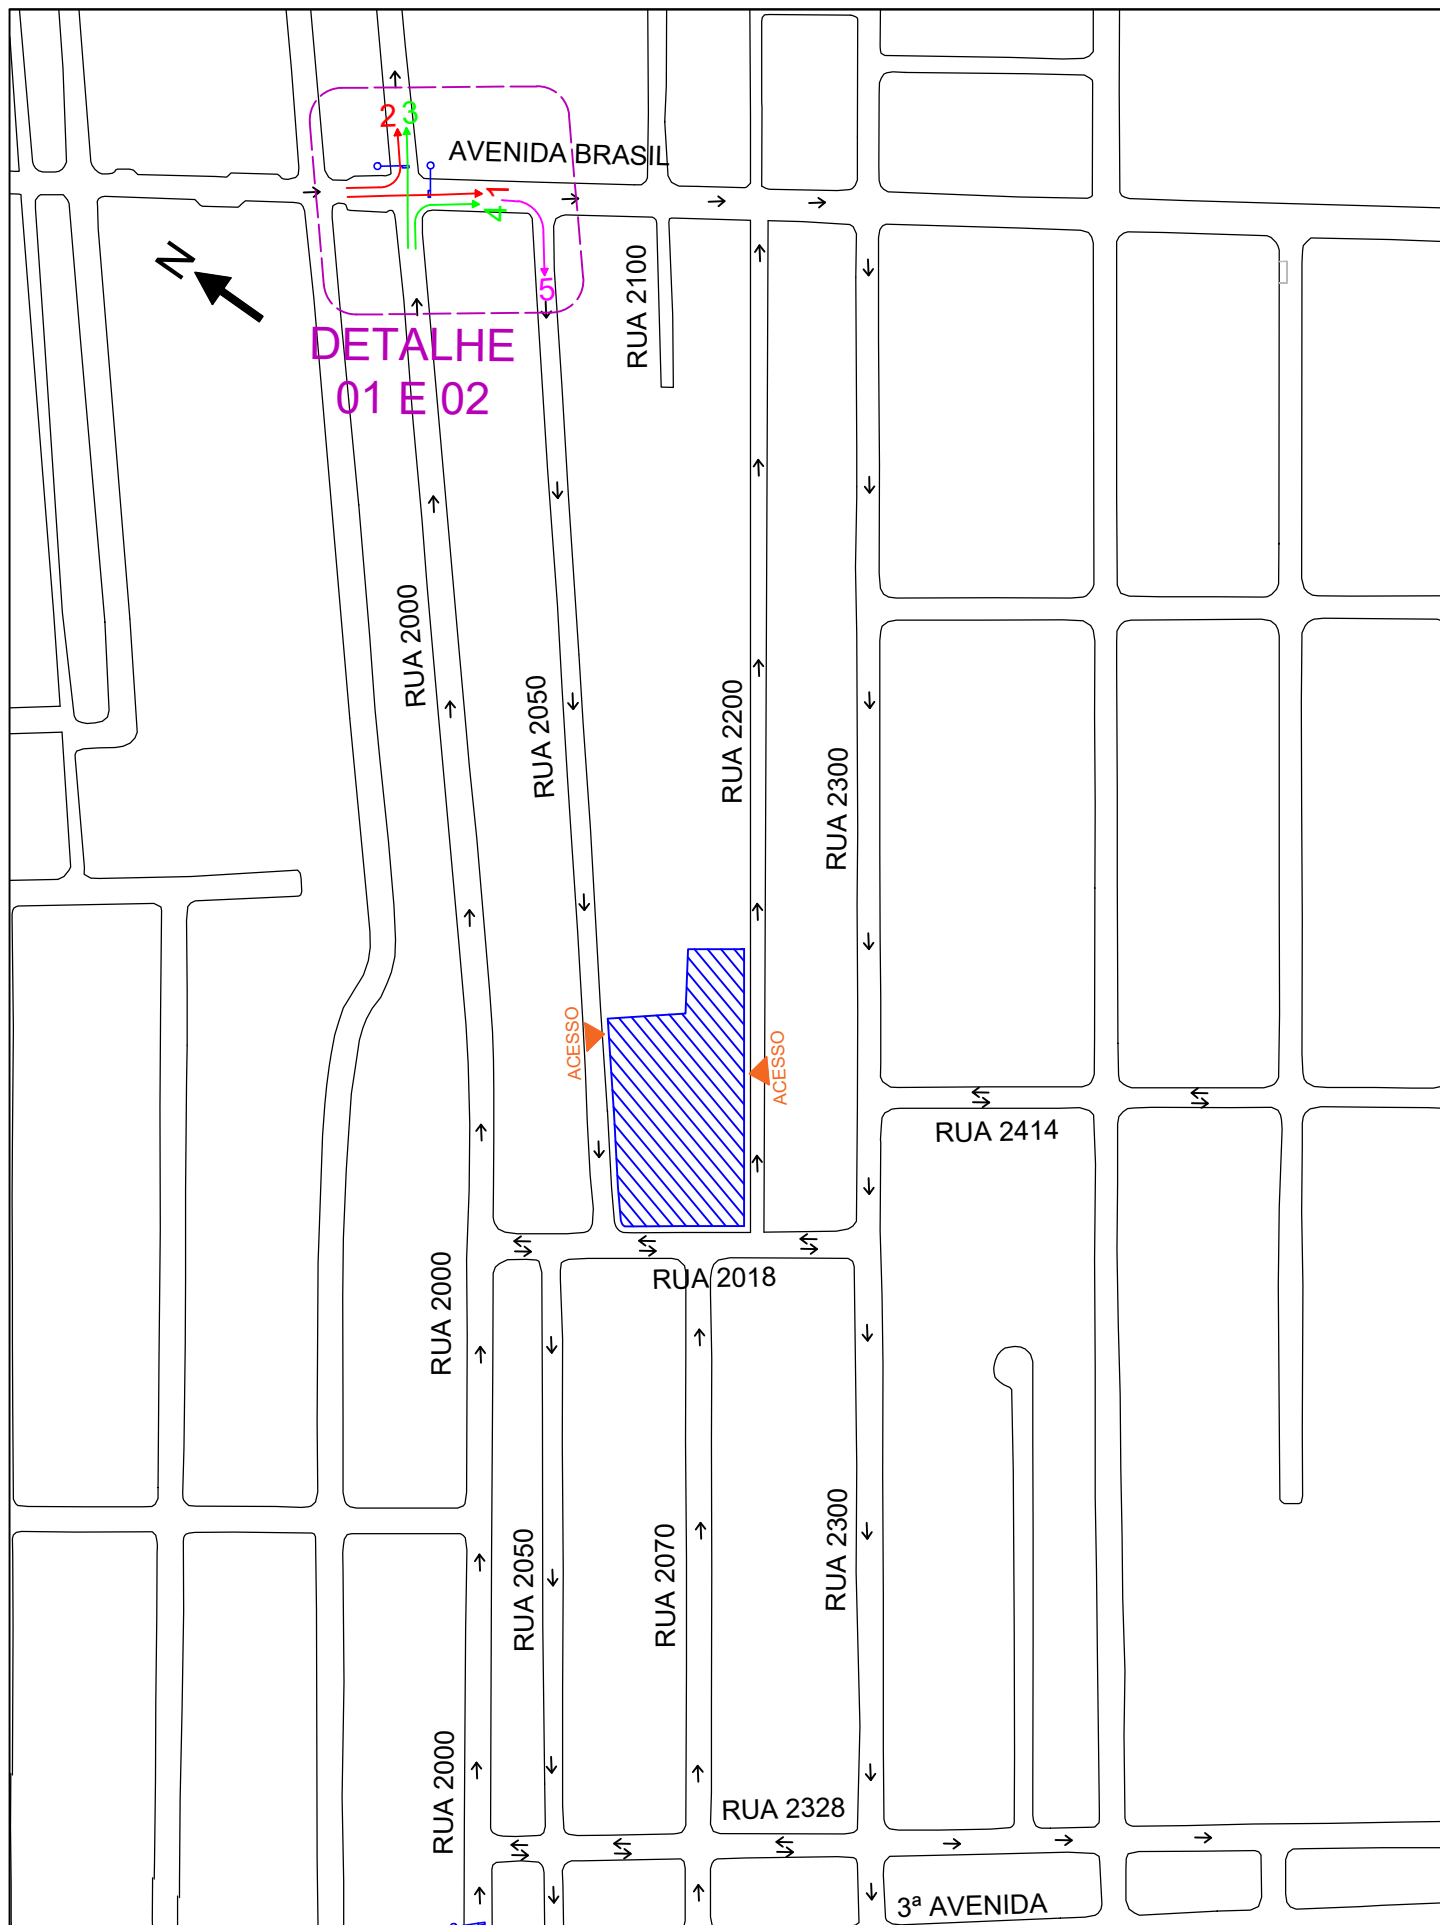 2
3
AVENIDA BRASIL
1
4
N
5
RUA 2100
DETALHE
01 E 02
RUA 2000
RUA 2050
RUA 2200
RUA 2300
ACESSO
ACESSO
RUA 2414
RUA 2018
RUA 2000
RUA 2050
RUA 2070
RUA 2300
RUA 2000
RUA 2328
3ª AVENIDA